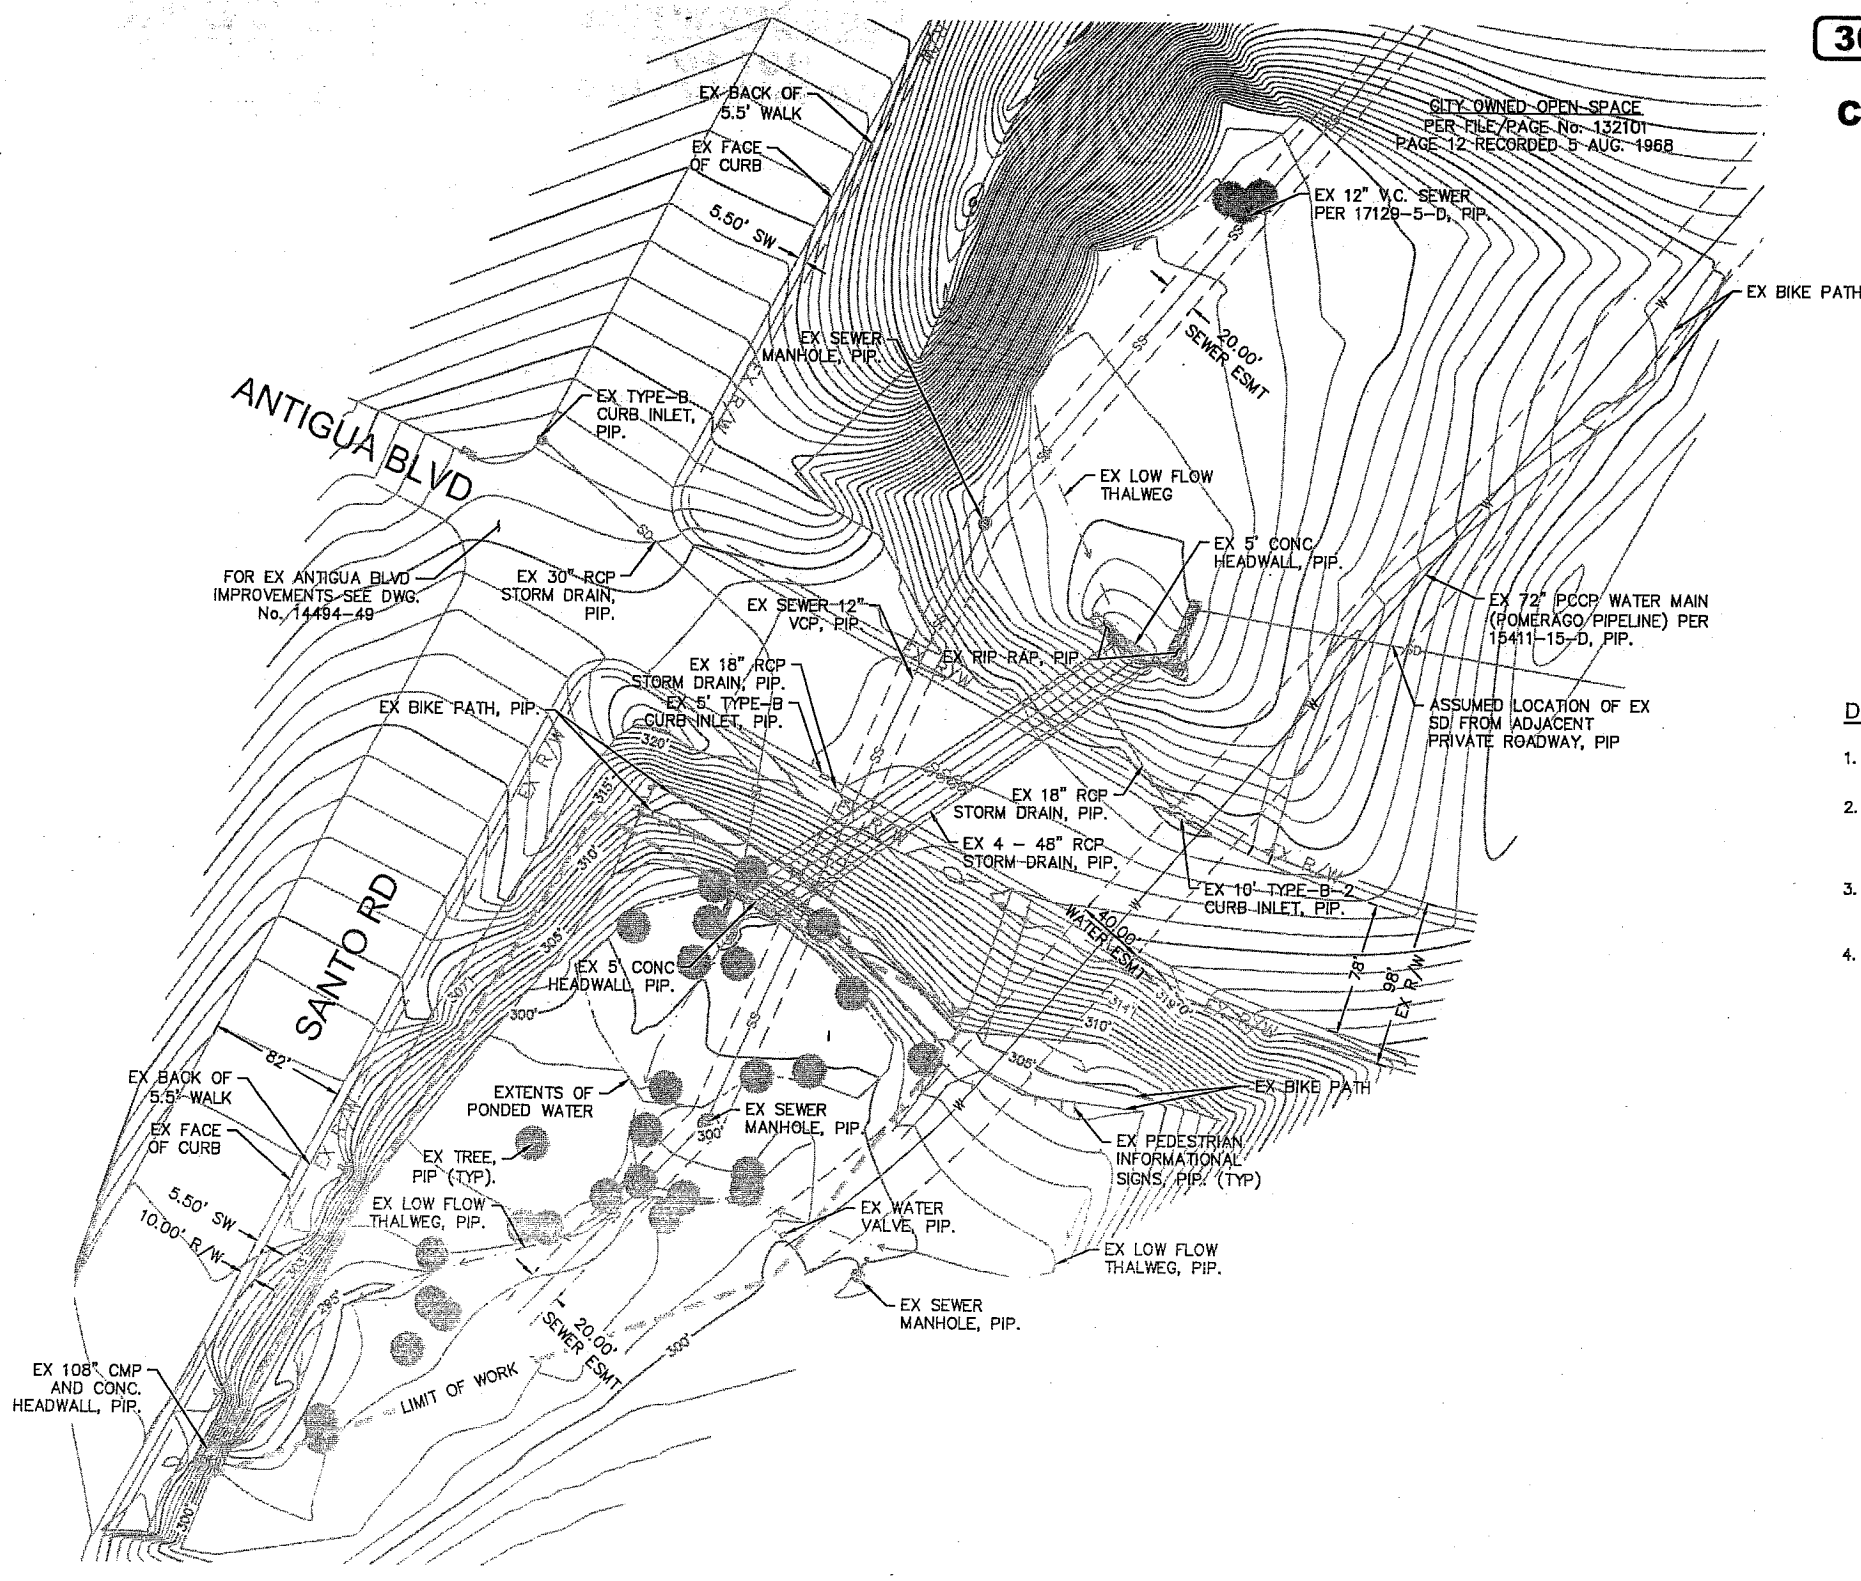 EX BACK OF
5.5' WALK
EX FACE
OF CURB
5.50' SW
CITY OWNED OPEN SPACE
PER FILE/PAGE No. 132101
PAGE 12 RECORDED 5 AUG. 1968
EX 12" V.C. SEWER
PER 17129-5-D, PIP.
EX BIKE PATH
EX SEWER
MANHOLE, PIP.
20.00'
SEWER ESMT
EX R/W
ANTIGUA BLVD
EX TYPE-B
CURB INLET,
PIP.
EX LOW FLOW
THALWEG
EX 5' CONC
HEADWALL, PIP.
FOR EX ANTIGUA BLVD
IMPROVEMENTS SEE DWG.
No. 14494-49
EX 30" RCP
STORM DRAIN,
PIP.
EX SEWER 12"
VCP, PIP.
EX 72" PCCP WATER MAIN
(POMERAGO PIPELINE) PER
15411-15-D, PIP.
EX RIP RAP, PIP.
EX 18" RCP
STORM DRAIN, PIP.
EX 5' TYPE-B
CURB INLET, PIP.
EX BIKE PATH, PIP.
ASSUMED LOCATION OF EX
SD FROM ADJACENT
PRIVATE ROADWAY, PIP
D
1.
2.
3.
4.
320'
315'
310'
305'
307'
300'
EX R/W
EX 18" RCP
STORM DRAIN, PIP.
EX 4 - 48" RCP
STORM DRAIN, PIP.
EX 10' TYPE-B-2
CURB INLET, PIP.
40.00'
WATER ESMT
78'
98'
EX R/W
EX R/W
EX R/W
SANTO RD
EX 5' CONC
HEADWALL, PIP.
314'
310'
305'
82'
EX BACK OF
5.5' WALK
EX FACE
OF CURB
EXTENTS OF
PONDED WATER
EX SEWER
MANHOLE, PIP.
300'
EX BIKE PATH
EX PEDESTRIAN
INFORMATIONAL
SIGNS, PIP. (TYP)
EX TREE,
PIP (TYP).
5.50' SW
10.00' R/W
EX LOW FLOW
THALWEG, PIP.
EX WATER
VALVE, PIP.
EX LOW FLOW
THALWEG, PIP.
295'
EX SEWER
MANHOLE, PIP.
20.00'
SEWER ESMT
300'
EX 108" CMP
AND CONC.
HEADWALL, PIP.
LIMIT OF WORK
300'